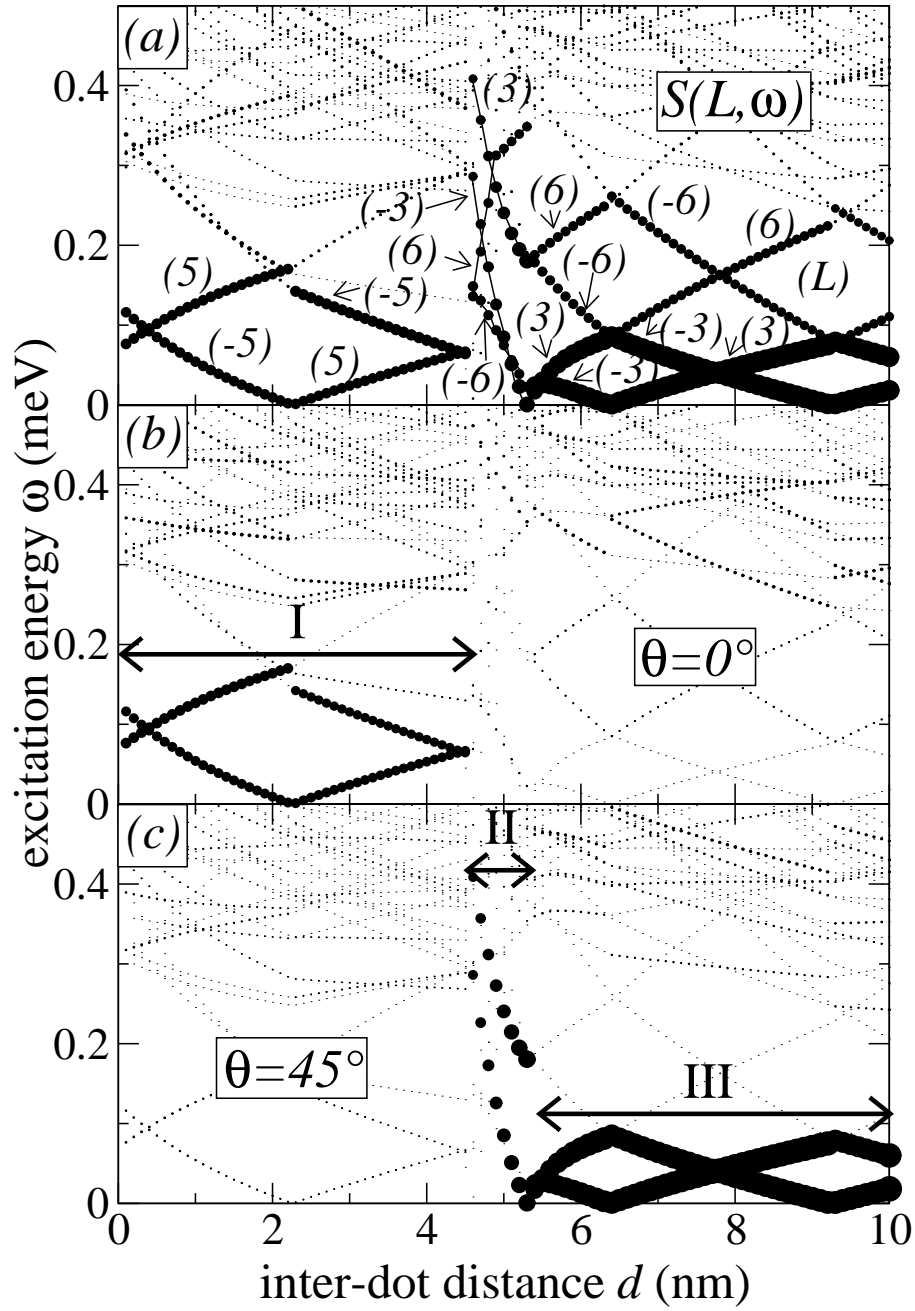 (a)
S(L,ω)
(3)
(-3)
(6)
(-6)
(6)
(6)
(5)
(-5)
(-6)
(L)
(-5)
(5)
(-6)
(3)
(-3)
(-3)
(3)
0.4
0.2
0
(b)
0.4
I
0.2
θ=0°
0
(c)
II
0.4
θ=45°
0.2
III
0
0 2 4 6 8 10
inter-dot distance d (nm)
excitation energy ω (meV)